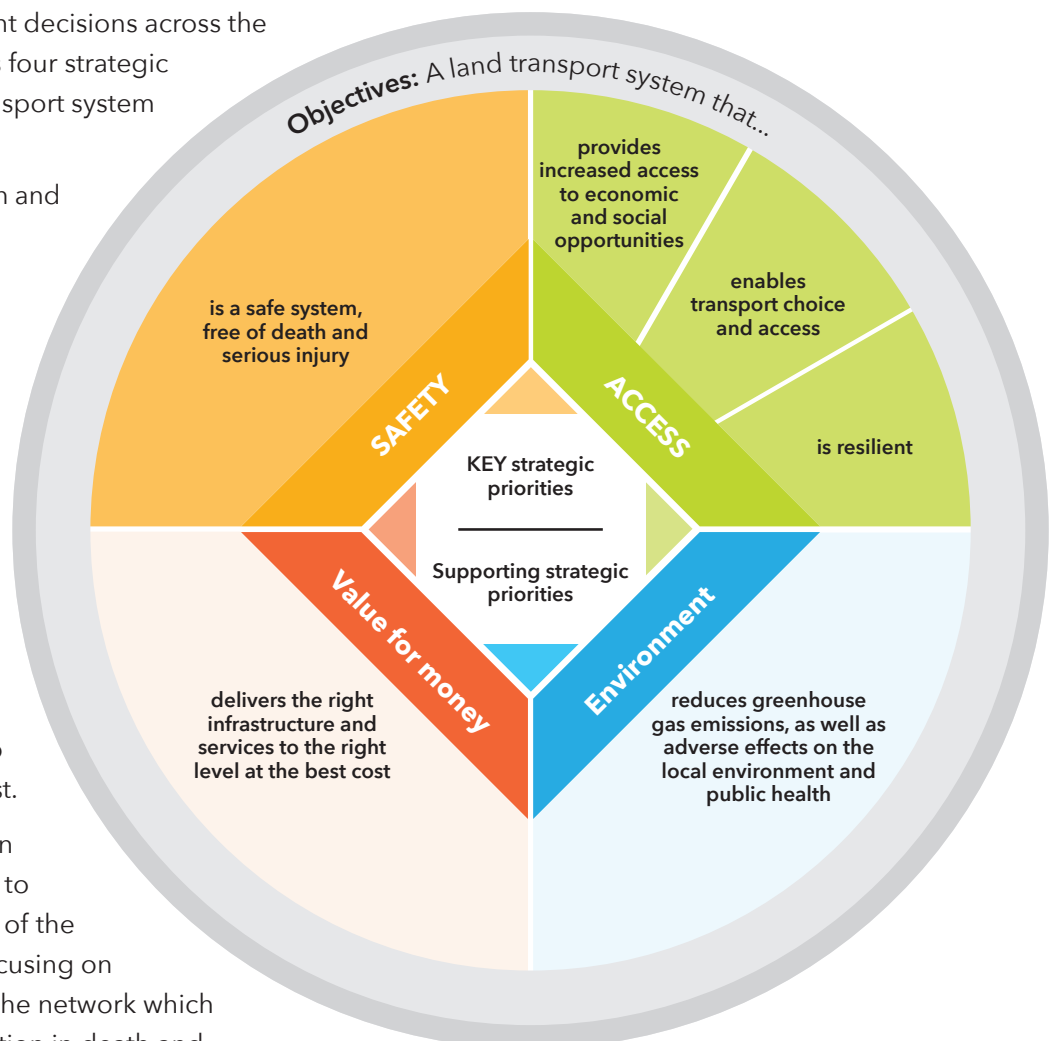 nt decisions across the
four strategic
sport system
and
Objectives: A land transport system that...
provides
increased access
to economic
and social
opportunities
enables
transport choice
and access
is resilient
is a safe system,
free of death and
serious injury
SAFETY
ACCESS
KEY strategic
priorities
Supporting strategic
priorities
Value for money
Environment
delivers the right
infrastructure and
services to the right
level at the best cost
reduces greenhouse
gas emissions, as well as
adverse effects on the
local environment and
public health
st.
n
to
of the
cusing on
he network which
tion in death and